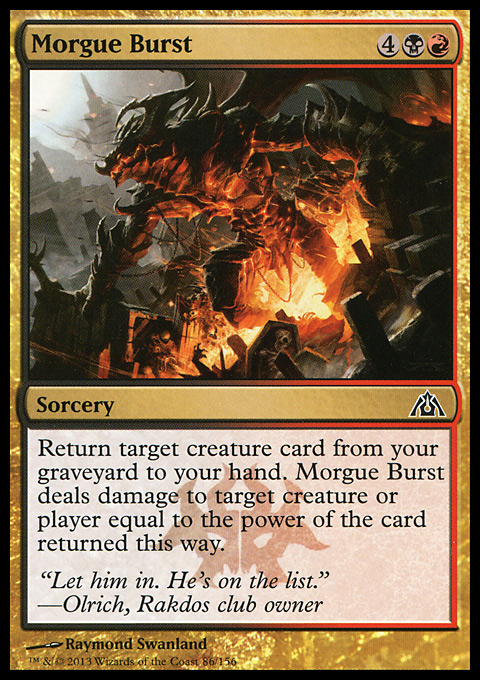 Morgue Burst 4
Sorcery
Return target creature card from your
graveyard to your hand. Morgue Burst
deals damage to target creature or
player equal to the power of the card
returned this way.
“Let him in. He’s on the list.”
—Olrich, Rakdos club owner
Raymond Swanland
™ & © 2013 Wizards of the Coast 86/156